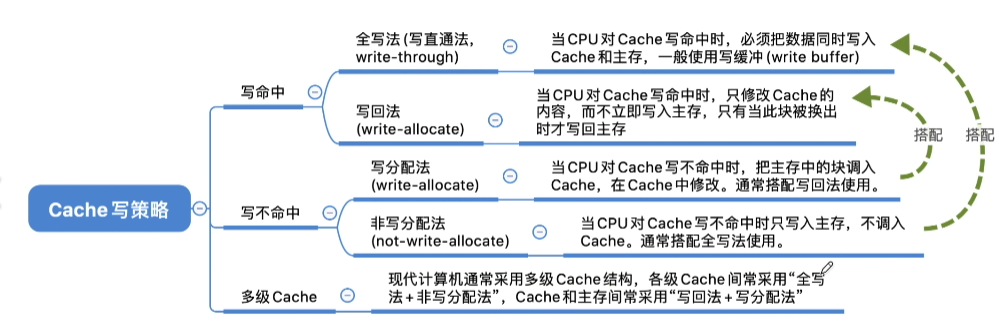 Cache写策略
写命中
全写法 (写直通法,
write-through)
当CPU对Cache写命中时，必须把数据同时写入
Cache和主存，一般使用写缓冲 (write buffer)
写回法
(write-allocate)
当CPU对Cache写命中时，只修改Cache的
内容，而不立即写入主存，只有当此块被换出
时才写回主存
写不命中
写分配法
(write-allocate)
当CPU对Cache写不命中时，把主存中的块调入
Cache，在Cache中修改。通常搭配写回法使用。
非写分配法
(not-write-allocate)
当CPU对Cache写不命中时只写入主存，不调入
Cache。通常搭配全写法使用。
搭配
搭配
多级Cache
现代计算机通常采用多级Cache结构，各级Cache间常采用“全写
法+非写分配法”，Cache和主存间常采用“写回法+写分配法”